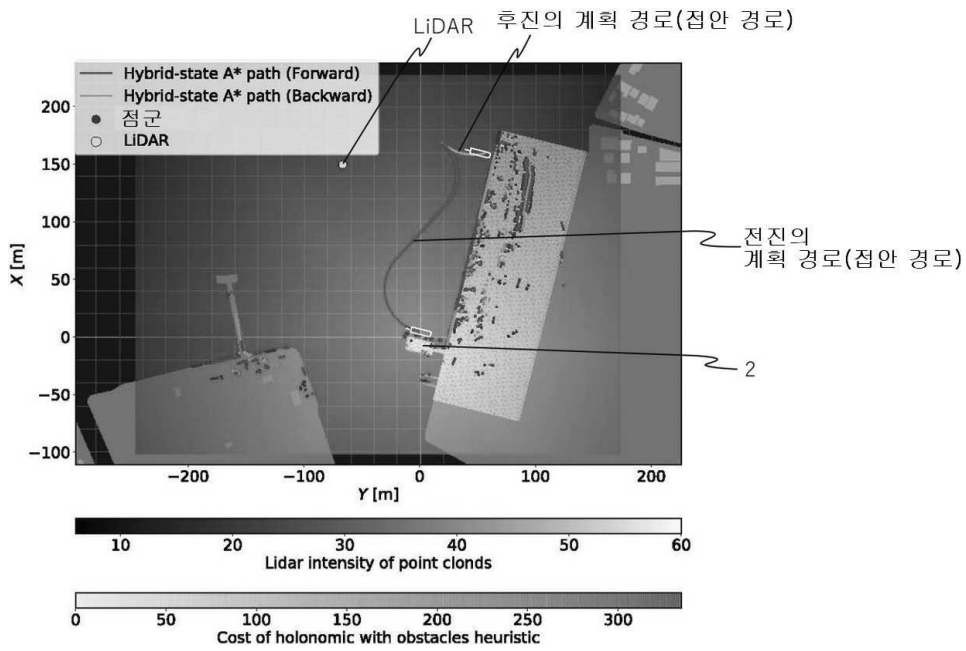 LiDAR
후진의 계획 경로(접안 경로)
Hybrid-state A* path (Forward)
Hybrid-state A* path (Backward)
점군
LiDAR
200
150
100
50
0
−50
−100
X [m]
전진의
계획 경로(접안 경로)
2
−200 −100 0 100 200
Y [m]
10 20 30 40 50 60
Lidar intensity of point clonds
0 50 100 150 200 250 300
Cost of holonomic with obstacles heuristic